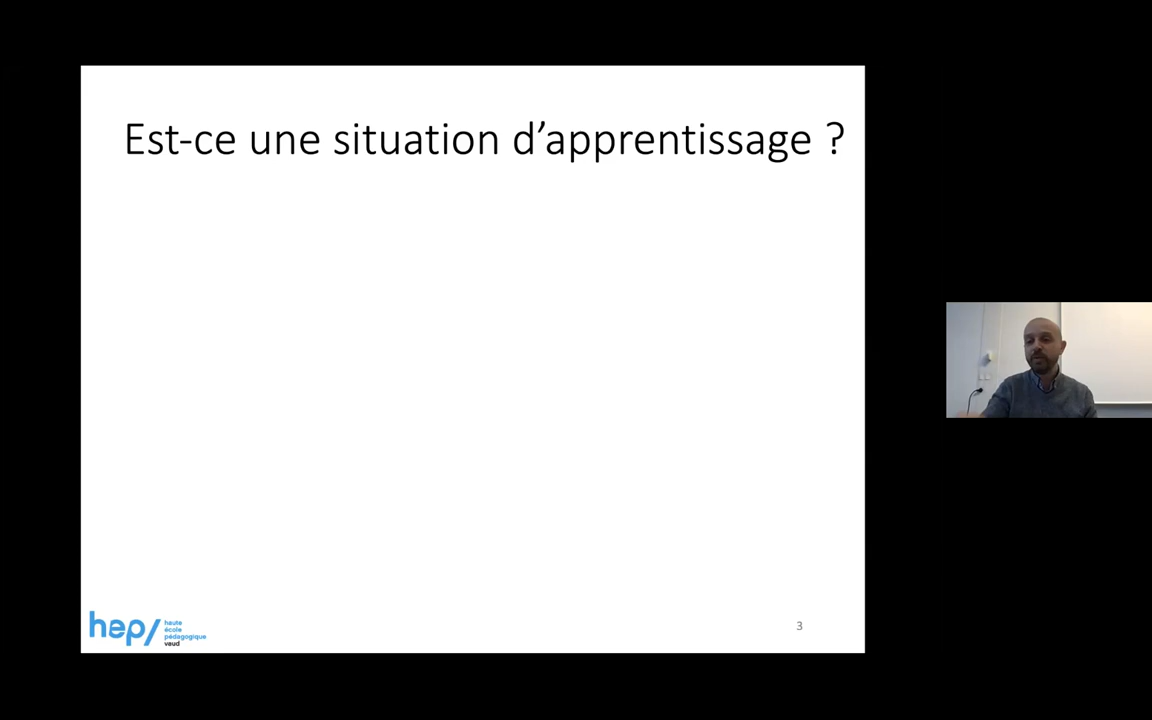 Est-ce une situation d’apprentissage ?
hep/
haute
école
pédagogique
vaud
3